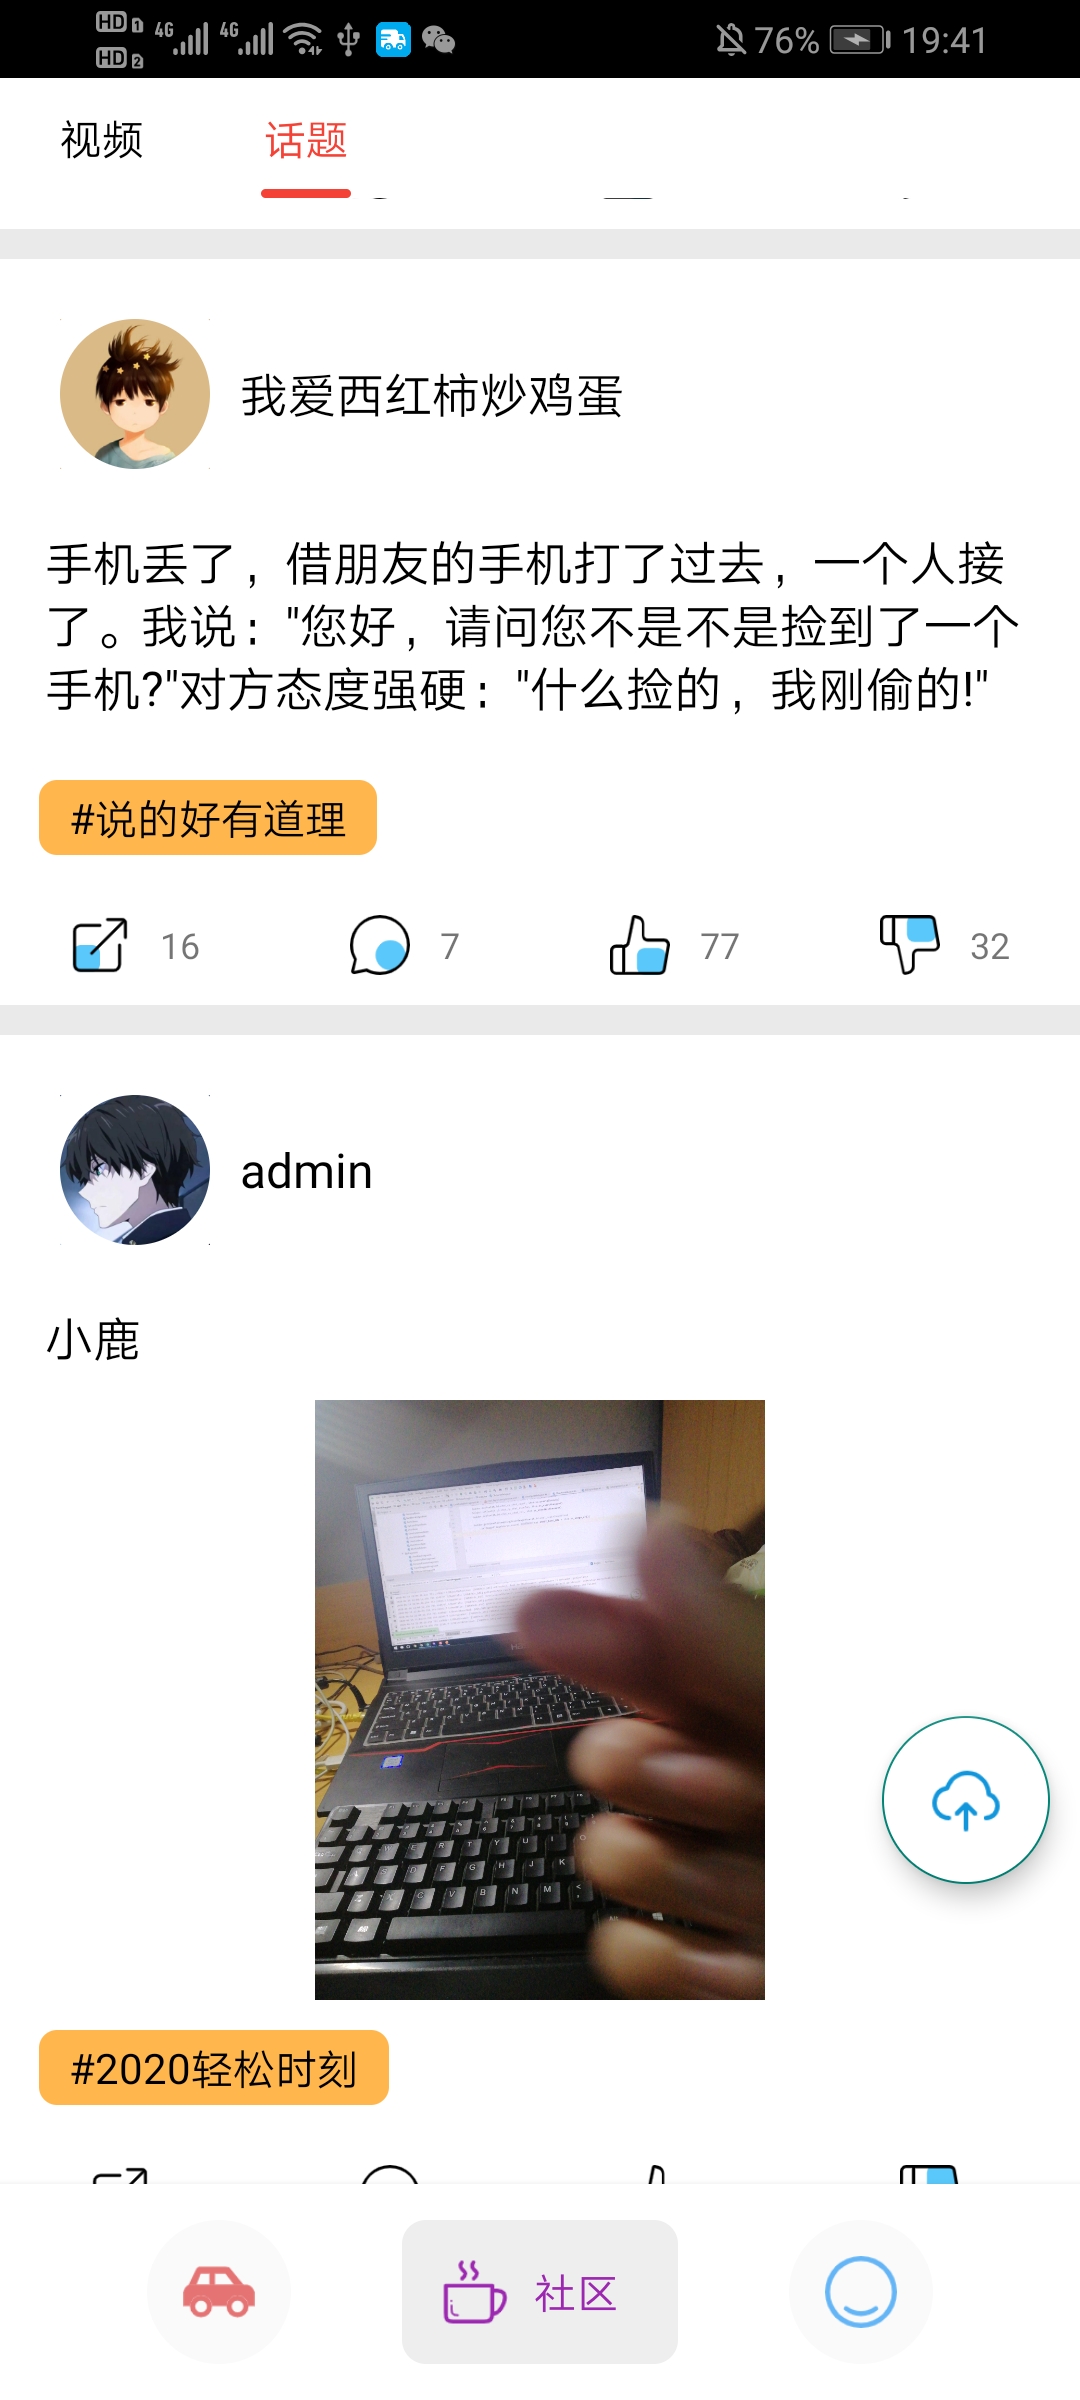 HD 1 4G 4G 76% 19:41
HD 2
视频 话题
我爱西红柿炒鸡蛋
手机丢了，借朋友的手机打了过去，一个人接
了。我说："您好，请问您不是不是捡到了一个
手机?"对方态度强硬："什么捡的，我刚偷的!"
#说的好有道理
16 7 77 32
admin
小鹿
E R T Y U I O
D F G H J K
X C V B N M <
#2020轻松时刻
社区